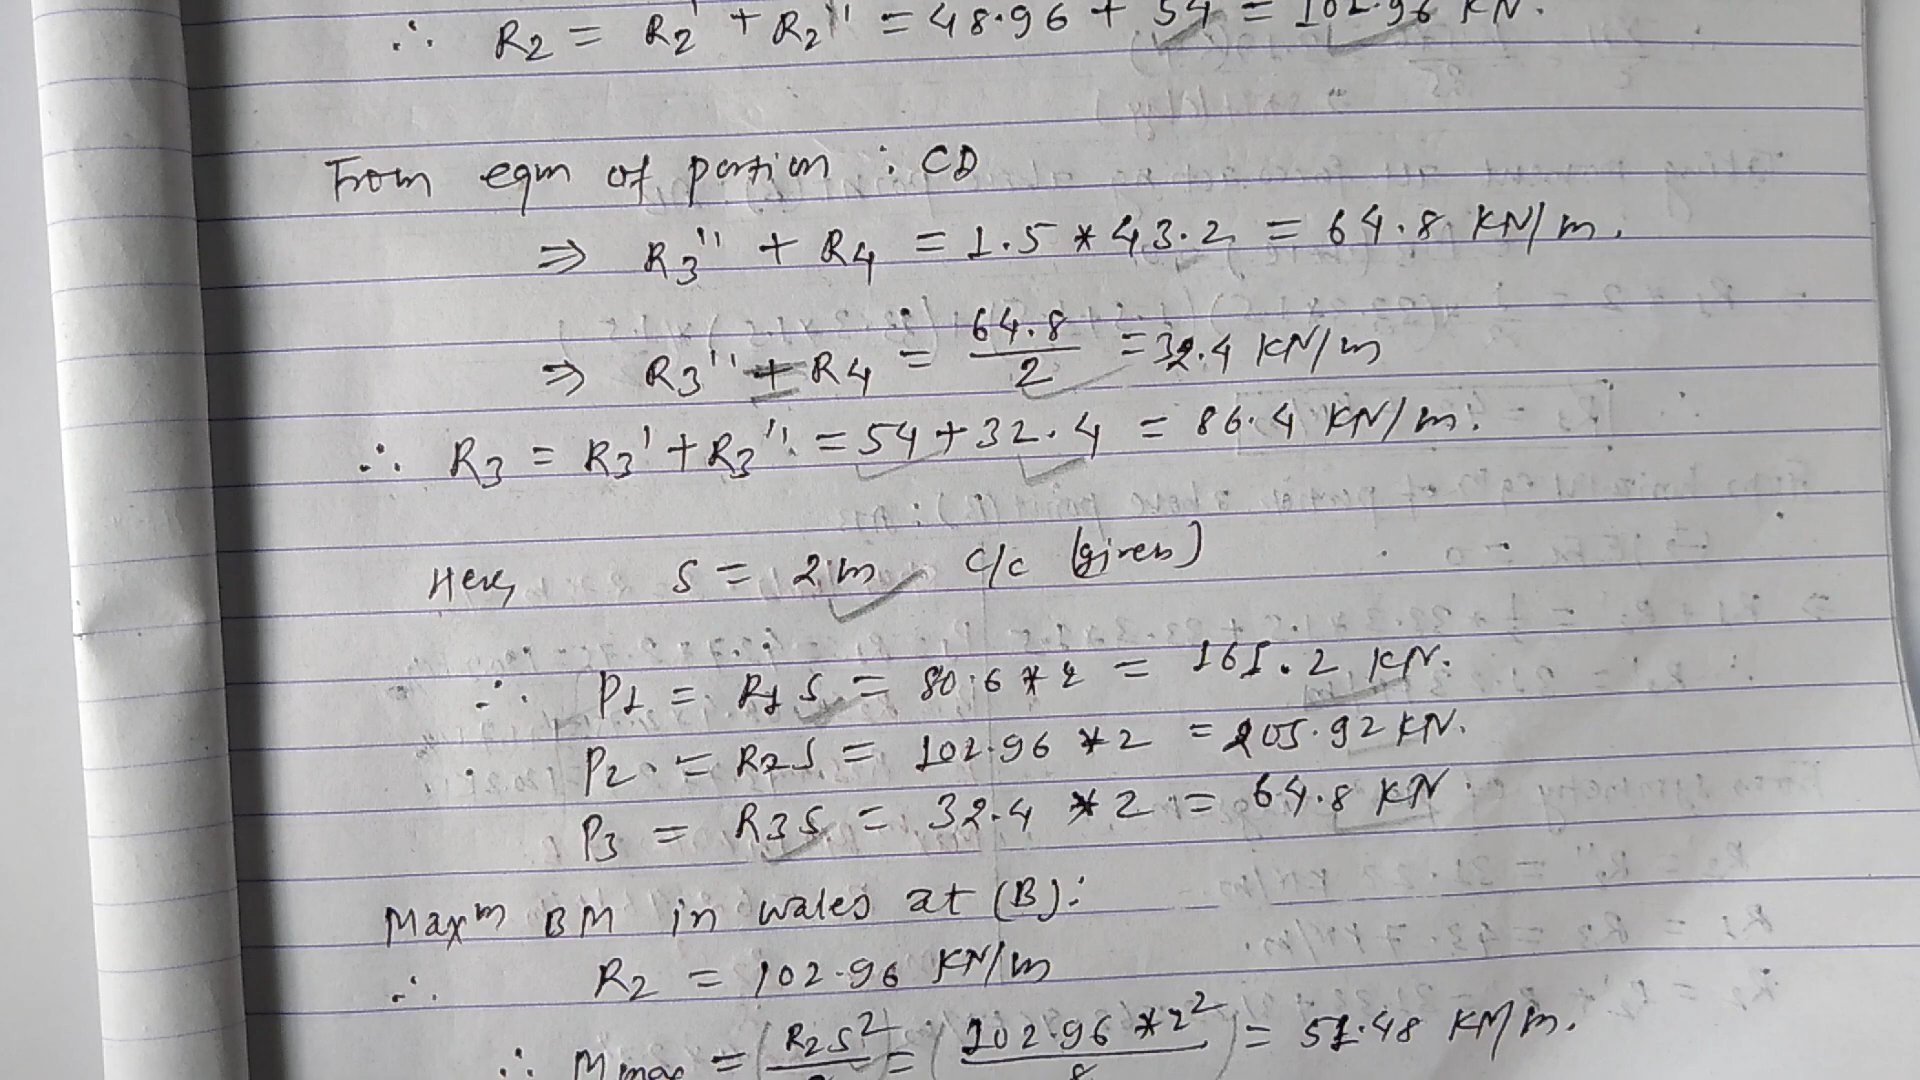 ∴ R2 = R2' + R2'' = 48.96 + 54 = 102.96 KN.
From eqm of portion : CD
⇒ R3'' + R4 = 1.5 * 43.2 = 64.8 KN/m.
⇒ R3'' + R4 = 64.8/2 = 32.4 KN/m
∴ R3 = R3' + R3'' = 54 + 32.4 = 86.4 KN/m.
Here, S = 2m c/c (given)
∴ P1 = R1 S = 80.6 * 2 = 161.2 KN.
P2 = R2 S = 102.96 * 2 = 205.92 KN.
P3 = R3 S = 32.4 * 2 = 64.8 KN.
Maxm BM in wales at (B):
∴ R2 = 102.96 KN/m
∴ Mmax = (R2 S^2/8) = (102.96 * 2^2/8) = 51.48 KN/m.